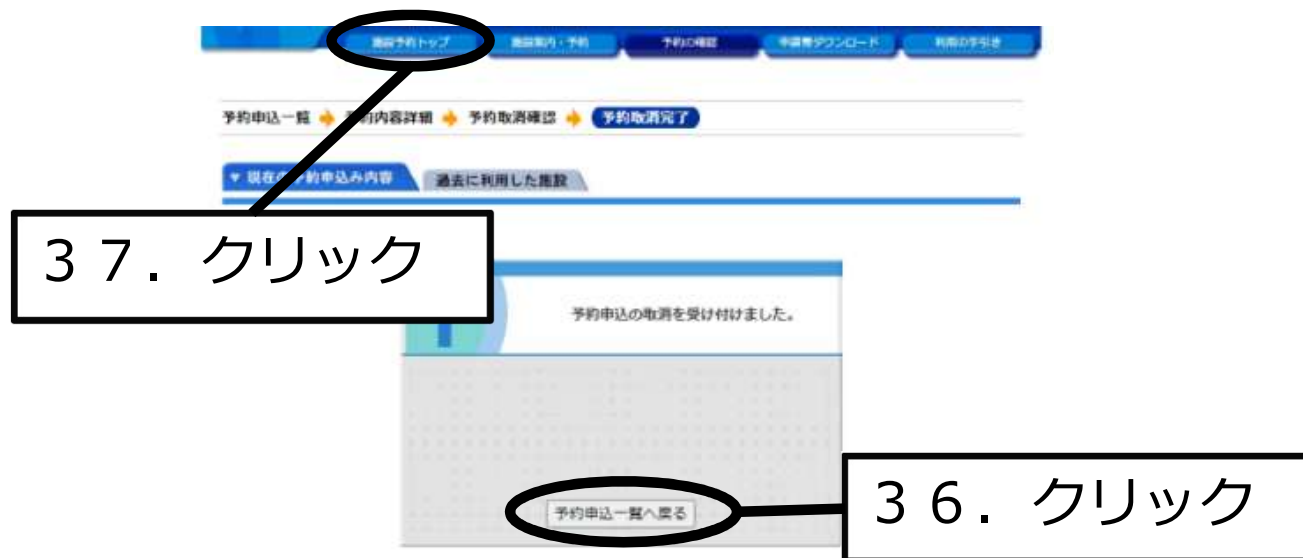 施設予約トップ 施設案内・予約 予約の確認 申請書ダウンロード 利用の手引き
予約申込一覧 予約内容詳細 予約取消確認 予約取消完了
▼ 現在の予約申込み内容 過去に利用した施設
３７．クリック
予約申込の取消を受け付けました。
予約申込一覧へ戻る
３６．クリック